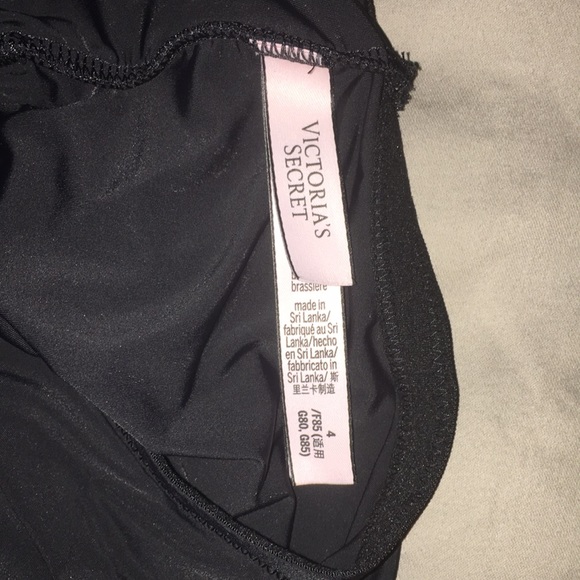 VICTORIA'S
SECRET
brassiere
made in
Sri Lanka/
fabriqué au Sri
Lanka/hecho
en Sri Lanka/
fabbricato in
Sri Lanka/ 斯
里兰卡制造
4
/F85 (适用
G80, G85)